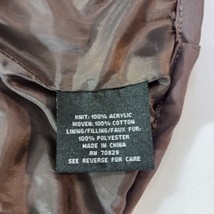 KNIT: 100% ACRYLIC
WOVEN: 100% COTTON
LINING/FILLING/FAUX FUR:
100% POLYESTER
MADE IN CHINA
RN 70629
SEE REVERSE FOR CARE